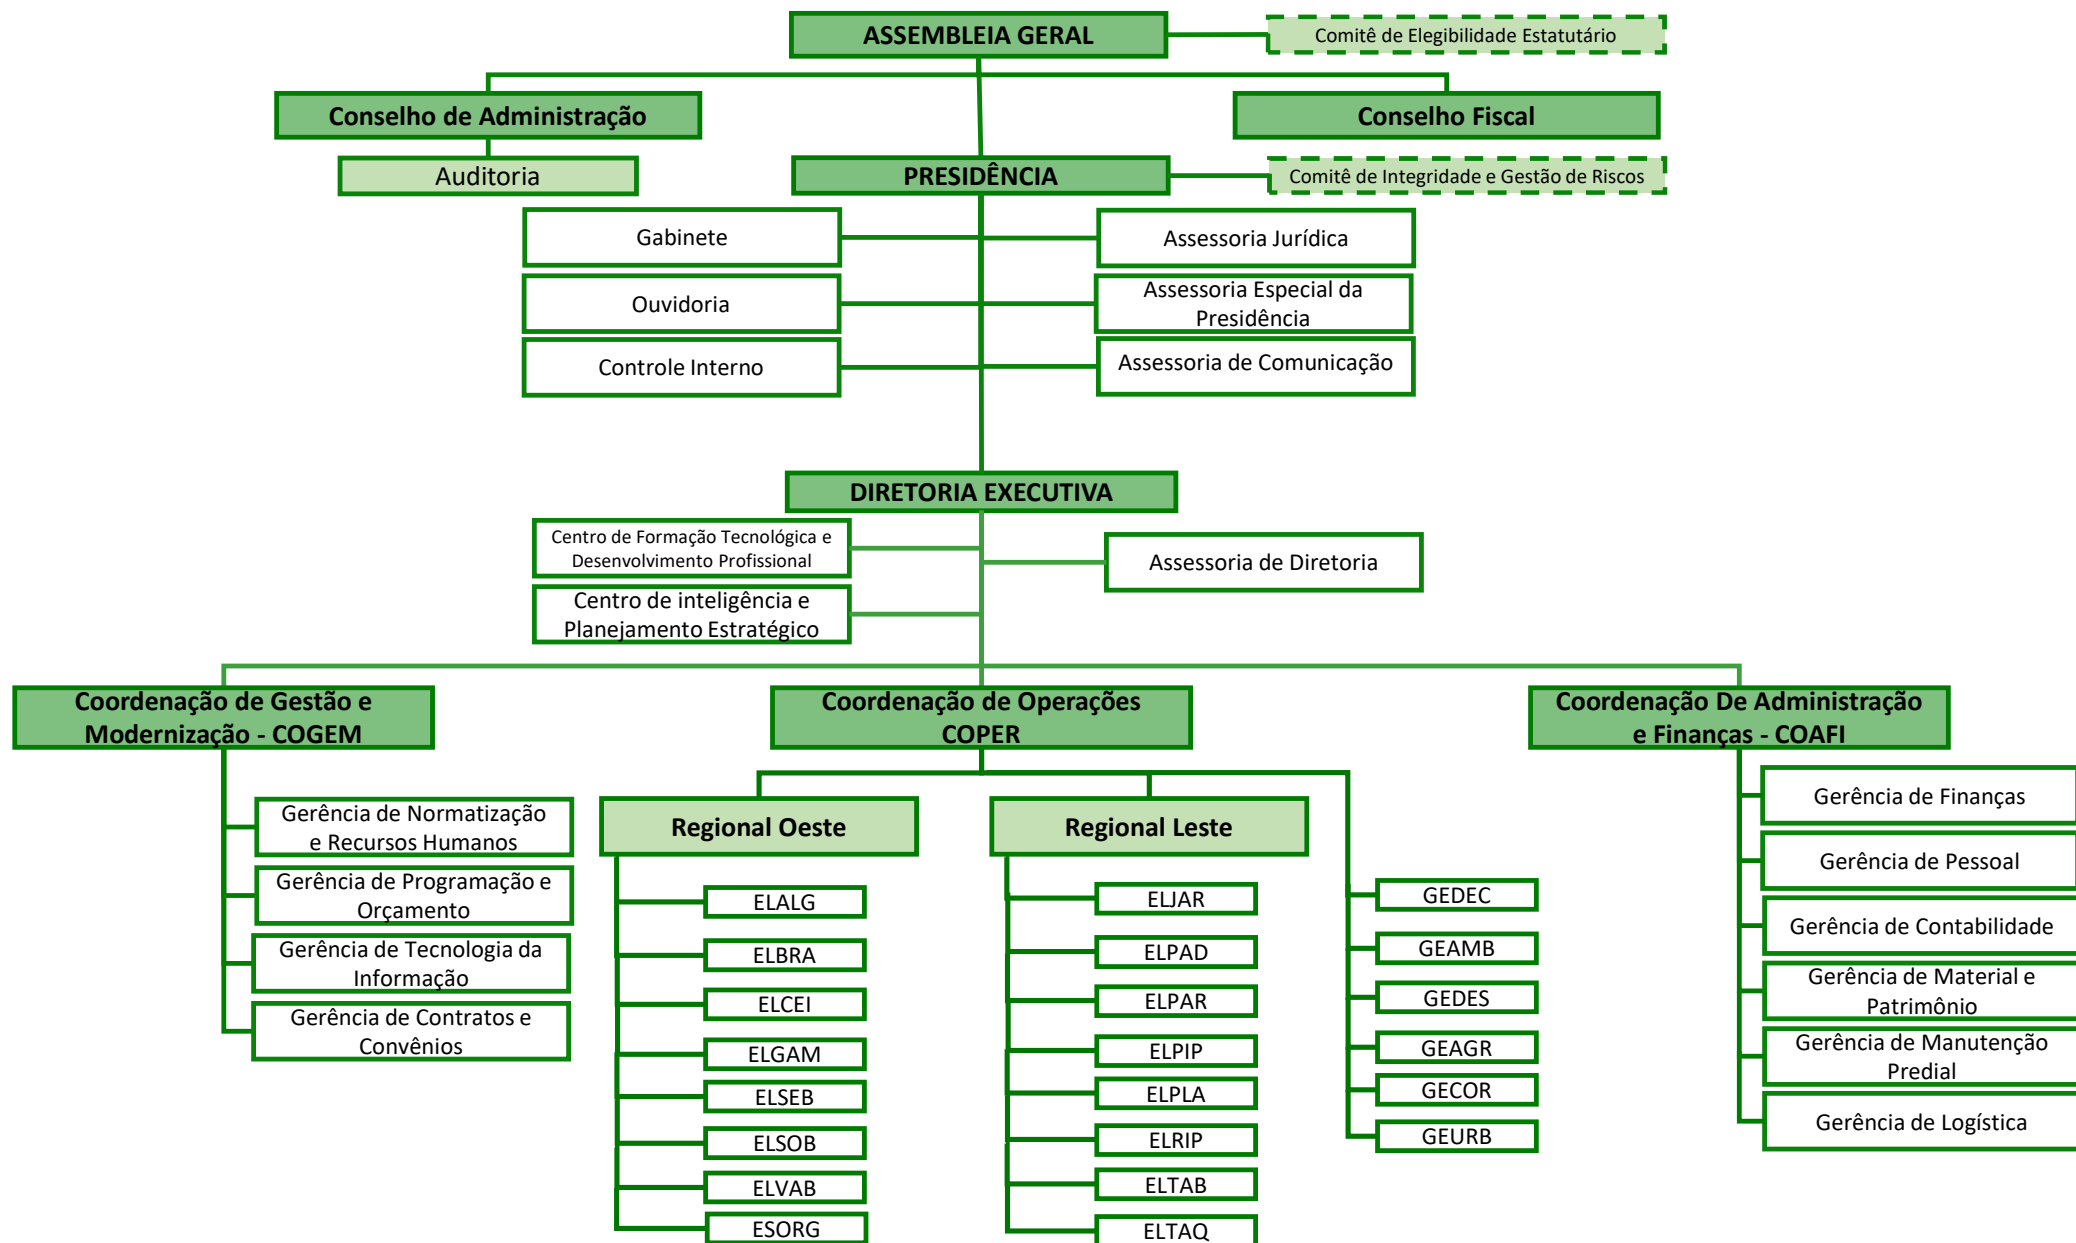 ASSEMBLEIA GERAL
Comitê de Elegibilidade Estatutário
Conselho de Administração
Conselho Fiscal
Auditoria
PRESIDÊNCIA
Comitê de Integridade e Gestão de Riscos
Gabinete
Assessoria Jurídica
Ouvidoria
Assessoria Especial da
Presidência
Controle Interno
Assessoria de Comunicação
DIRETORIA EXECUTIVA
Centro de Formação Tecnológica e
Desenvolvimento Profissional
Assessoria de Diretoria
Centro de inteligência e
Planejamento Estratégico
Coordenação de Gestão e
Modernização - COGEM
Coordenação de Operações
COPER
Coordenação De Administração
e Finanças - COAFI
Gerência de Normatização
e Recursos Humanos
Gerência de Programação e
Orçamento
Gerência de Tecnologia da
Informação
Gerência de Contratos e
Convênios
Regional Oeste
ELALG
ELBRA
ELCEI
ELGAM
ELSEB
ELSOB
ELVAB
ESORG
Regional Leste
ELJAR
ELPAD
ELPAR
ELPIP
ELPLA
ELRIP
ELTAB
ELTAQ
GEDEC
GEAMB
GEDES
GEAGR
GECOR
GEURB
Gerência de Finanças
Gerência de Pessoal
Gerência de Contabilidade
Gerência de Material e
Patrimônio
Gerência de Manutenção
Predial
Gerência de Logística